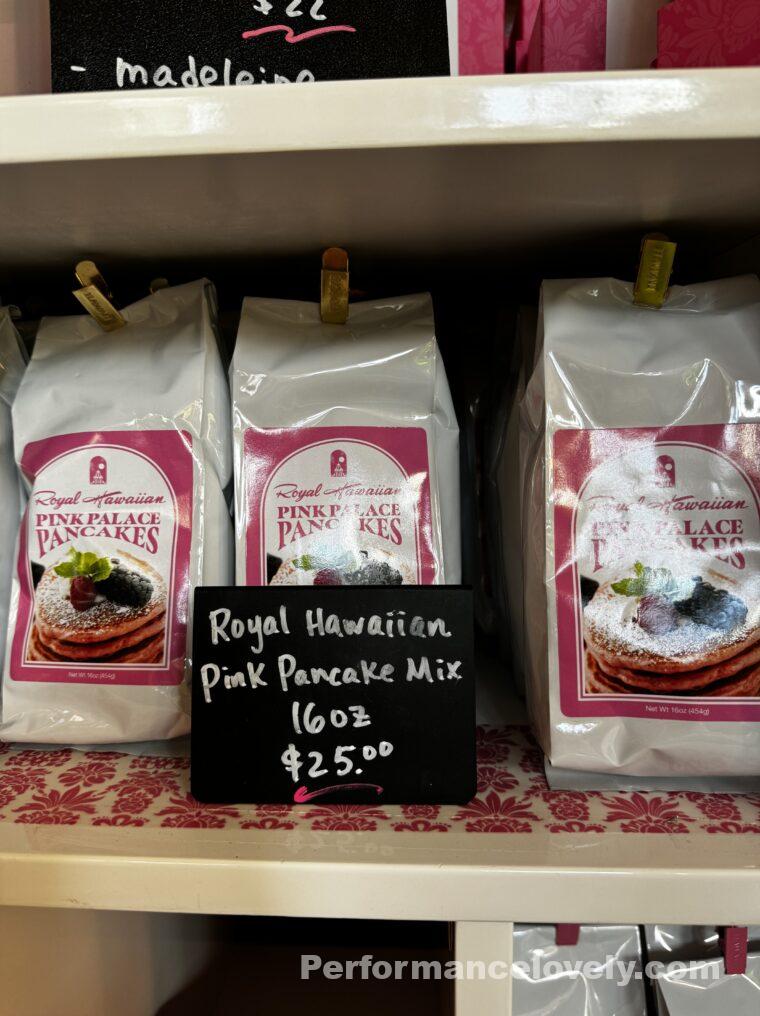 $22
- madeleine
Royal Hawaiian
PINK PALACE
PANCAKES
Net Wt 16oz (454g)
Royal Hawaiian
PINK PALACE
PANCAKES
Royal Hawaiian
PINK PALACE
PANCAKES
Net Wt 16oz (454g)
Royal Hawaiian
Pink Pancake Mix
16oz
$25.00
Performancelovely.com